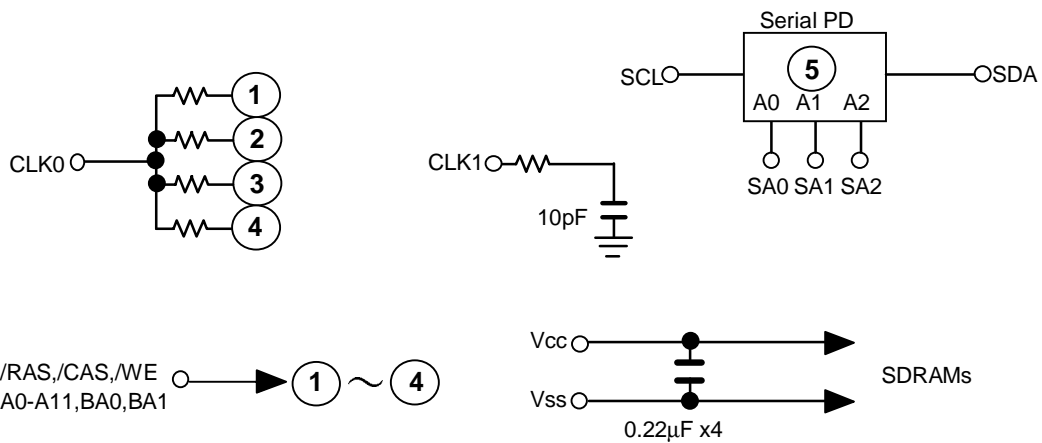 Serial PD
5
SCL
SDA
A0 A1 A2
SA0 SA1 SA2
CLK0
1
2
3
4
CLK1
10pF
/RAS,/CAS,/WE
A0-A11,BA0,BA1
1 ~ 4
Vcc
Vss
SDRAMs
0.22µF x4